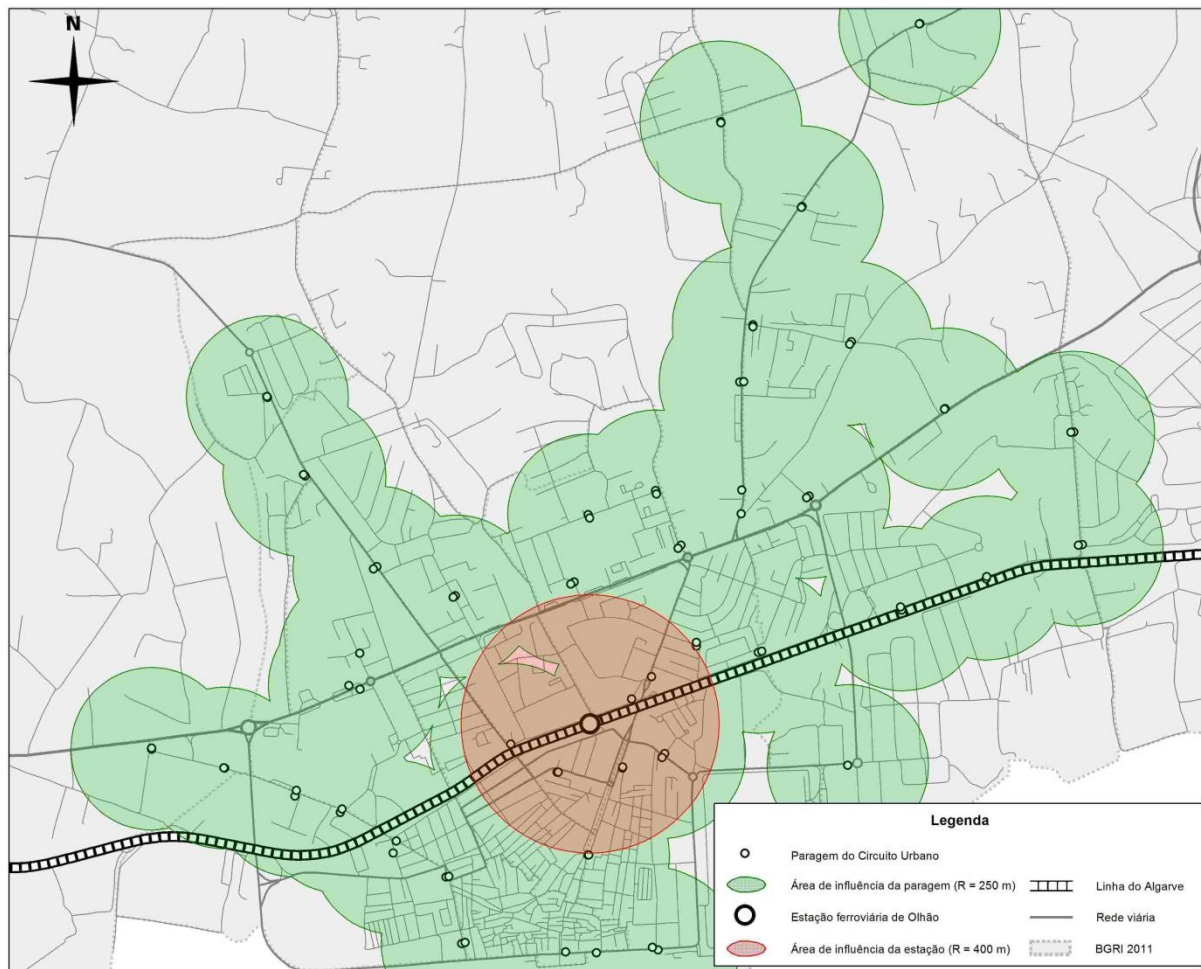 N
Legenda
Paragem do Circuito Urbano
Área de influência da paragem (R = 250 m)
Linha do Algarve
Estação ferroviária de Olhão
Rede viária
Área de influência da estação (R = 400 m)
BGRI 2011